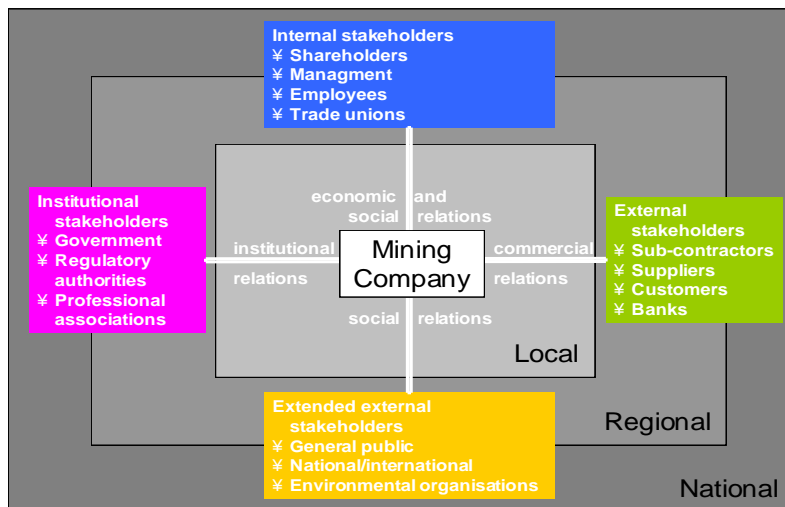 Internal stakeholders
¥ Shareholders
¥ Managment
¥ Employees
¥ Trade unions
Institutional
stakeholders
¥ Government
¥ Regulatory
authorities
¥ Professional
associations
economic and
social relations
institutional
relations
Mining
Company
commercial
relations
social relations
External
stakeholders
¥ Sub-contractors
¥ Suppliers
¥ Customers
¥ Banks
Local
Extended external
stakeholders
¥ General public
¥ National/international
¥ Environmental organisations
Regional
National